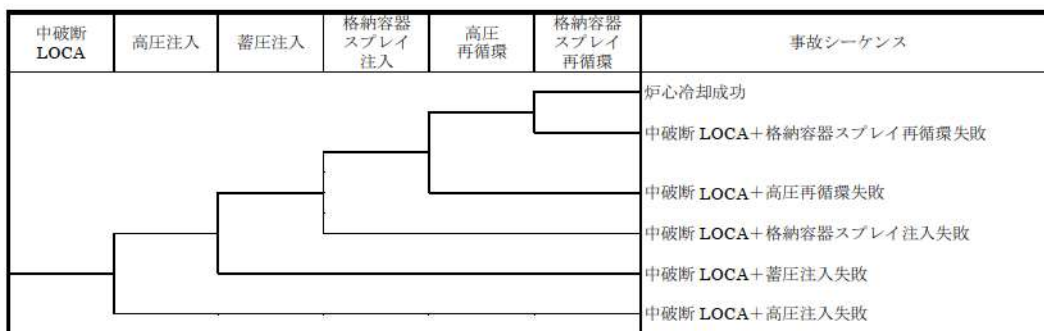 中破断
LOCA
高圧注入
蓄圧注入
格納容器
スプレイ
注入
高圧
再循環
格納容器
スプレイ
再循環
事故シーケンス
炉心冷却成功
中破断 LOCA+格納容器スプレイ再循環失敗
中破断 LOCA+高圧再循環失敗
中破断 LOCA+格納容器スプレイ注入失敗
中破断 LOCA+蓄圧注入失敗
中破断 LOCA+高圧注入失敗